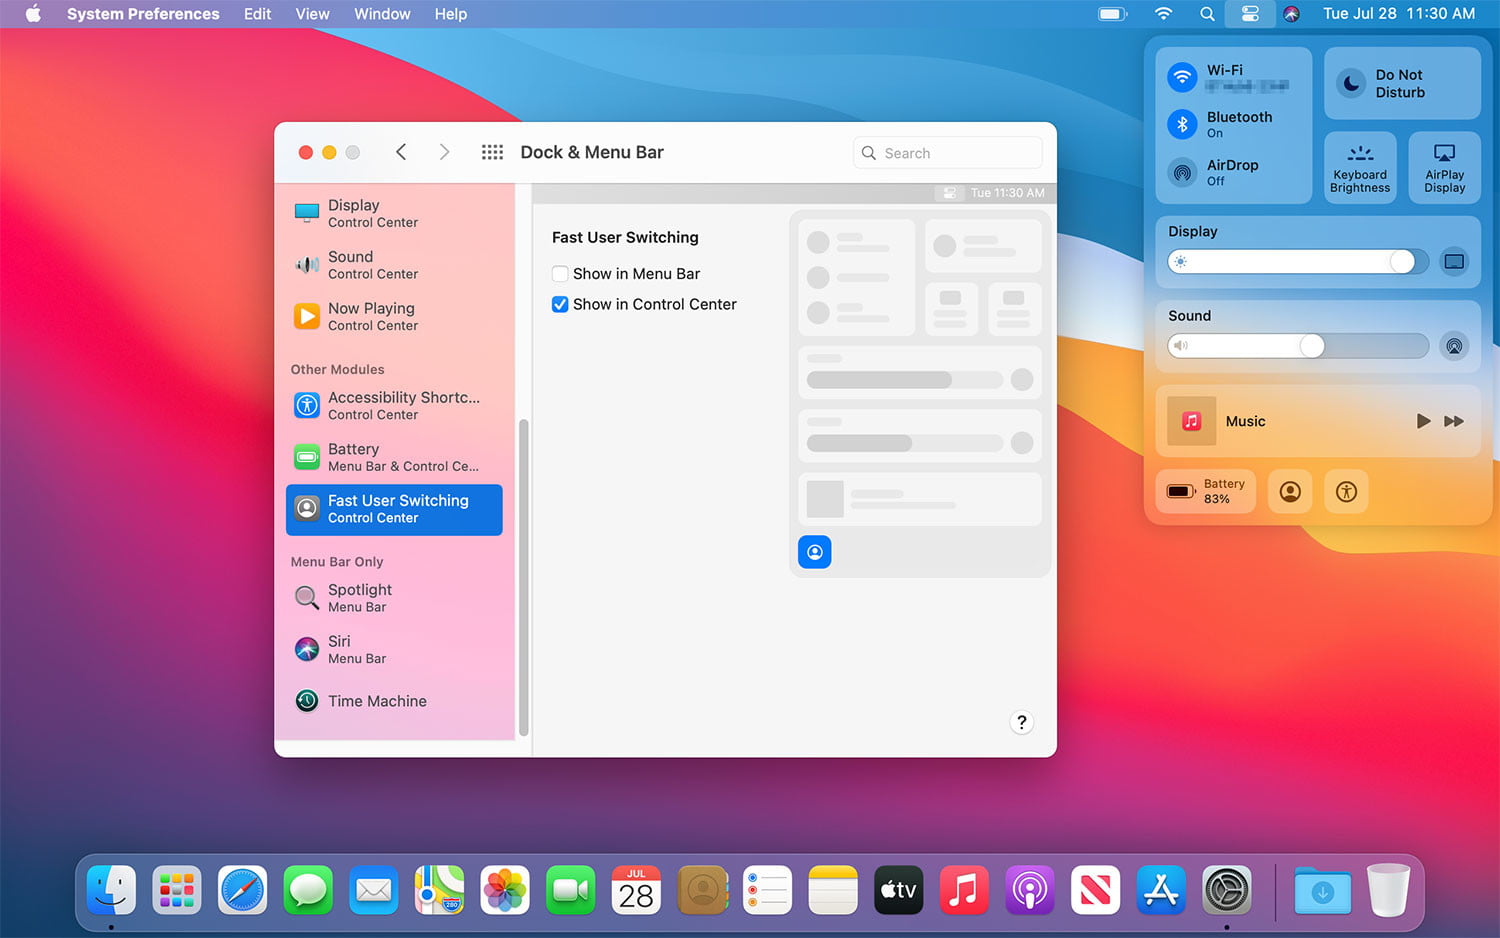 System Preferences Edit View Window Help
Tue Jul 28 11:30 AM
Dock & Menu Bar
Search
Display
Control Center
Sound
Control Center
Now Playing
Control Center
Other Modules
Accessibility Shortc...
Control Center
Battery
Menu Bar & Control Ce...
Fast User Switching
Control Center
Menu Bar Only
Spotlight
Menu Bar
Siri
Menu Bar
Time Machine
Tue 11:30 AM
Fast User Switching
Show in Menu Bar
Show in Control Center
?
Wi-Fi
Bluetooth
On
AirDrop
Off
Do Not
Disturb
Keyboard
Brightness
AirPlay
Display
Display
Sound
Music
Battery
83%
JUL
28
280
tv